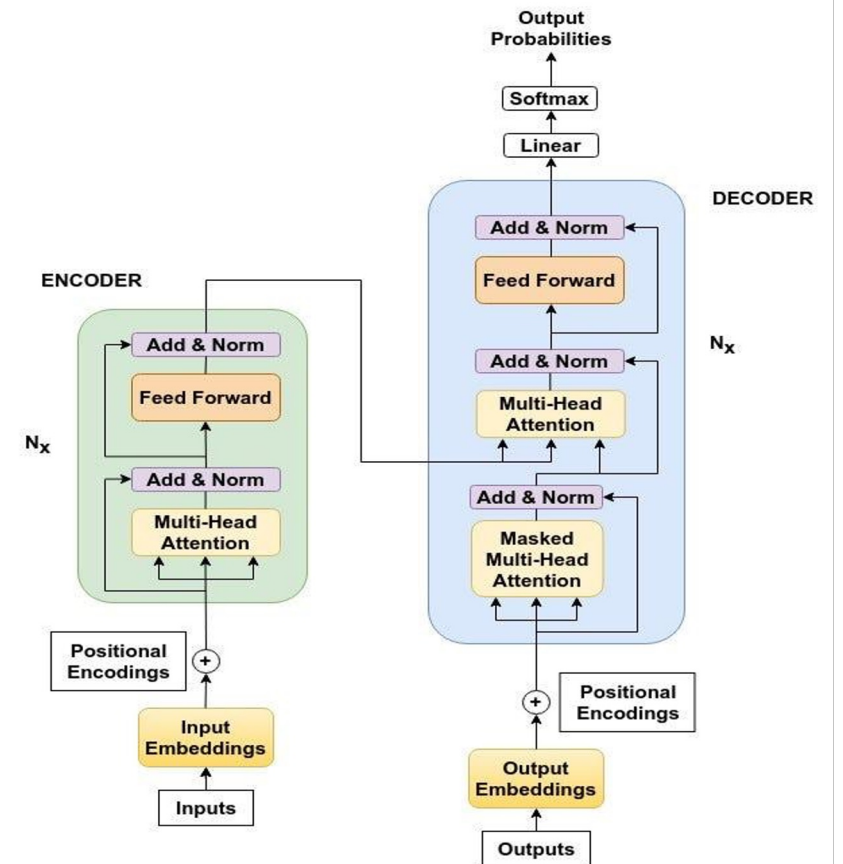 Output
Probabilities
Softmax
Linear
DECODER
Add & Norm
Feed Forward
Add & Norm
Multi-Head
Attention
Nx
Add & Norm
Masked
Multi-Head
Attention
+
Positional
Encodings
Output
Embeddings
Outputs
ENCODER
Add & Norm
Feed Forward
Nx
Add & Norm
Multi-Head
Attention
Positional
Encodings
+
Input
Embeddings
Inputs